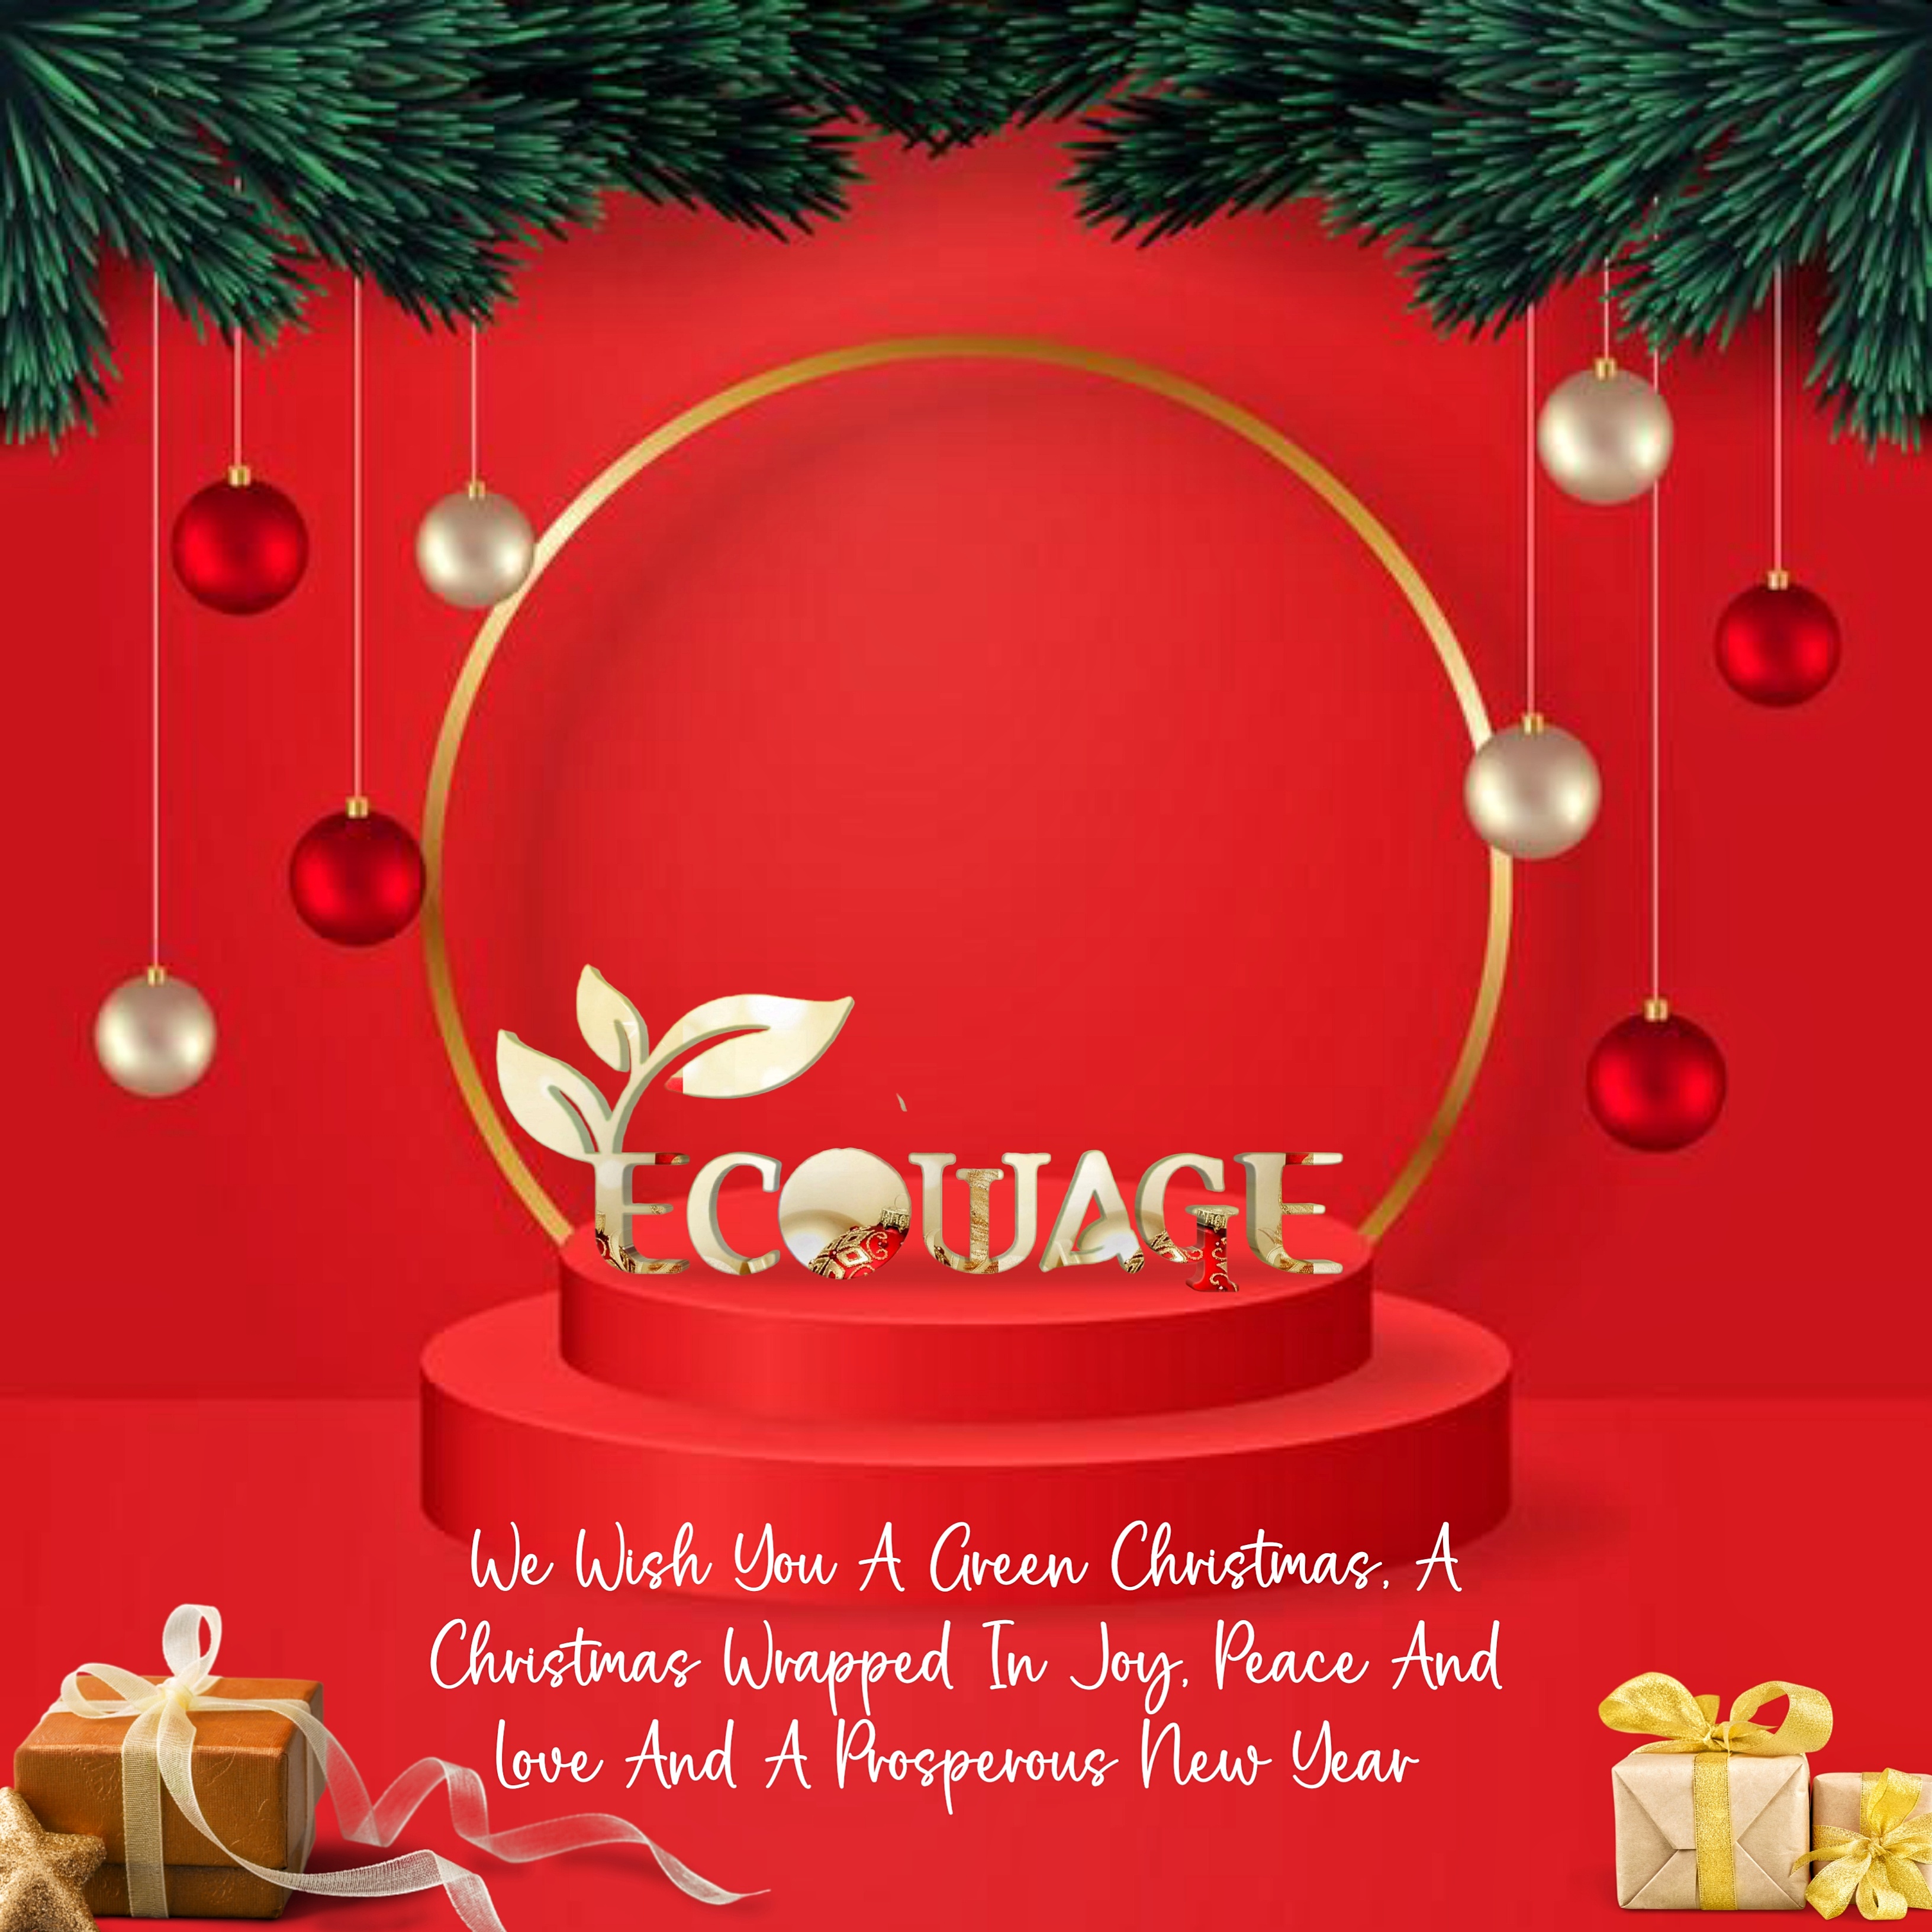 ECOWAGE
We Wish You A Green Christmas, A
Christmas Wrapped In Joy, Peace And
Love And A Prosperous New Year